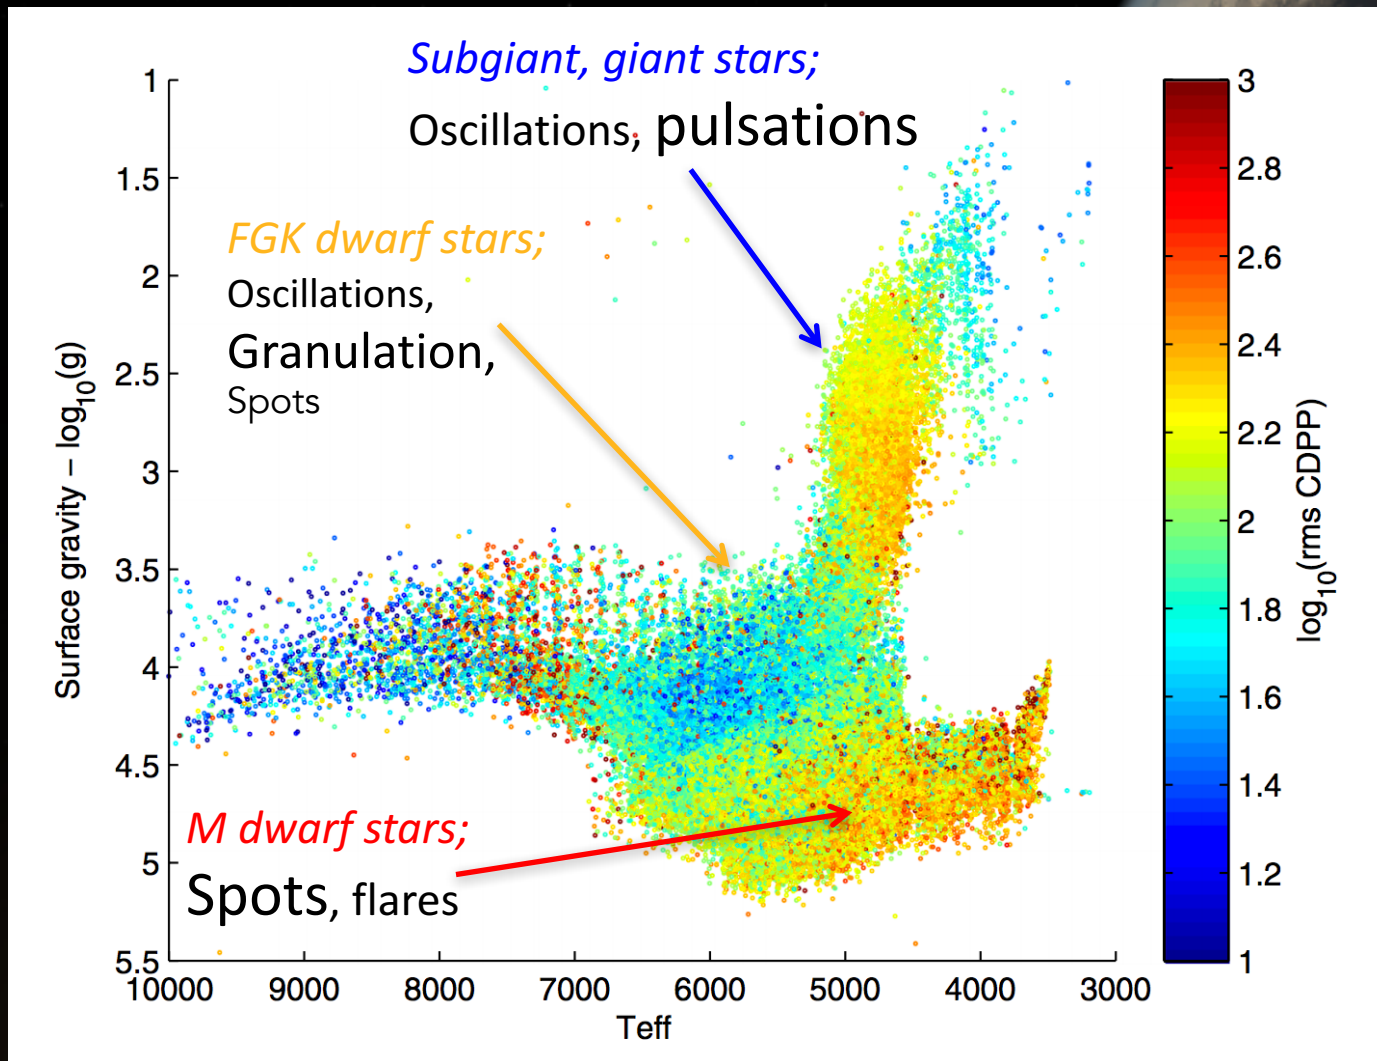 Subgiant, giant stars;
Oscillations, pulsations
FGK dwarf stars;
Oscillations,
Granulation,
Spots
M dwarf stars;
Spots, flares
Surface gravity – log10(g)
1
1.5
2
2.5
3
3.5
4
4.5
5
5.5
10000 9000 8000 7000 6000 5000 4000 3000
Teff
3
2.8
2.6
2.4
2.2
2
1.8
1.6
1.4
1.2
1
log10(rms CDPP)